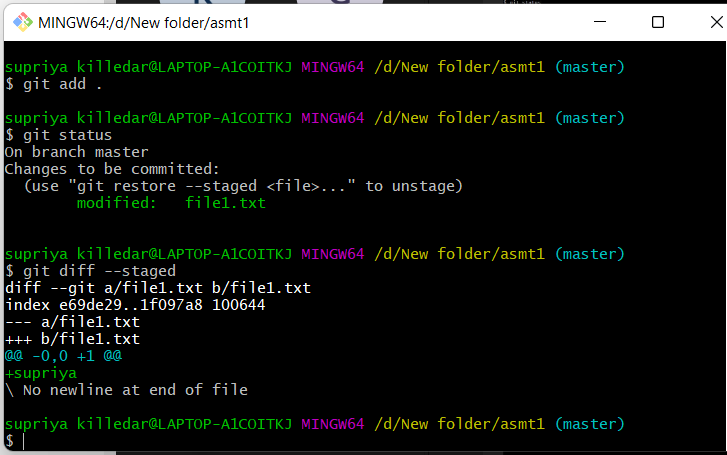 MINGW64:/d/New folder/asmt1
supriya killedar@LAPTOP-A1COITKJ MINGW64 /d/New folder/asmt1 (master)
$ git add .
supriya killedar@LAPTOP-A1COITKJ MINGW64 /d/New folder/asmt1 (master)
$ git status
On branch master
Changes to be committed:
  (use "git restore --staged <file>..." to unstage)
        modified:   file1.txt
supriya killedar@LAPTOP-A1COITKJ MINGW64 /d/New folder/asmt1 (master)
$ git diff --staged
diff --git a/file1.txt b/file1.txt
index e69de29..1f097a8 100644
--- a/file1.txt
+++ b/file1.txt
@@ -0,0 +1 @@
+supriya
\ No newline at end of file
supriya killedar@LAPTOP-A1COITKJ MINGW64 /d/New folder/asmt1 (master)
$